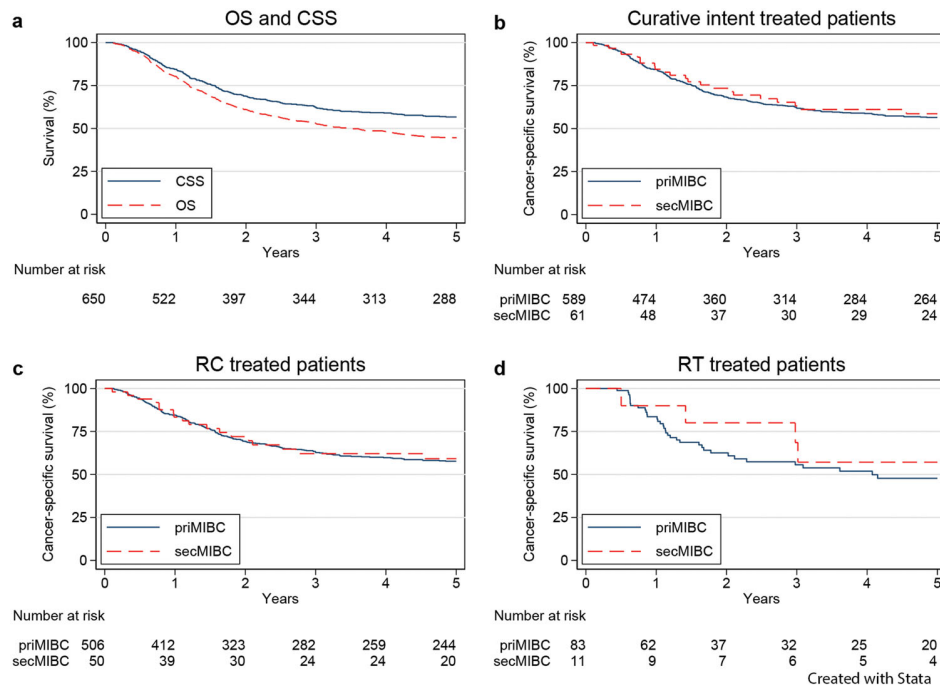 a
OS and CSS
Survival (%)
100
75
50
25
0
CSS
OS
0 1 2 3 4 5
Years
Number at risk
650 522 397 344 313 288
b
Curative intent treated patients
Cancer-specific survival (%)
100
75
50
25
0
priMIBC
secMIBC
0 1 2 3 4 5
Years
Number at risk
priMIBC 589 474 360 314 284 264
secMIBC 61 48 37 30 29 24
c
RC treated patients
Cancer-specific survival (%)
100
75
50
25
0
priMIBC
secMIBC
0 1 2 3 4 5
Years
Number at risk
priMIBC 506 412 323 282 259 244
secMIBC 50 39 30 24 24 20
d
RT treated patients
Cancer-specific survival (%)
100
75
50
25
0
priMIBC
secMIBC
0 1 2 3 4 5
Years
Number at risk
priMIBC 83 62 37 32 25 20
secMIBC 11 9 7 6 5 4
Created with Stata